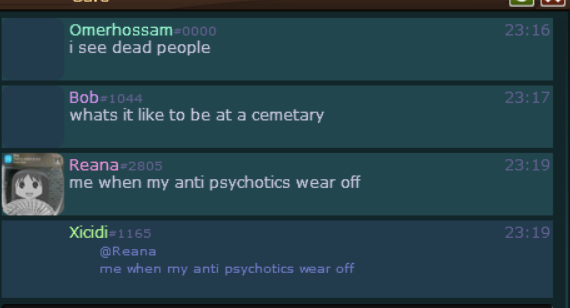 Omerhossam#0000 23:16
i see dead people
Bob#1044 23:17
whats it like to be at a cemetary
Reana#2805 23:19
me when my anti psychotics wear off
Xicidi#1165 23:19
@Reana
me when my anti psychotics wear off